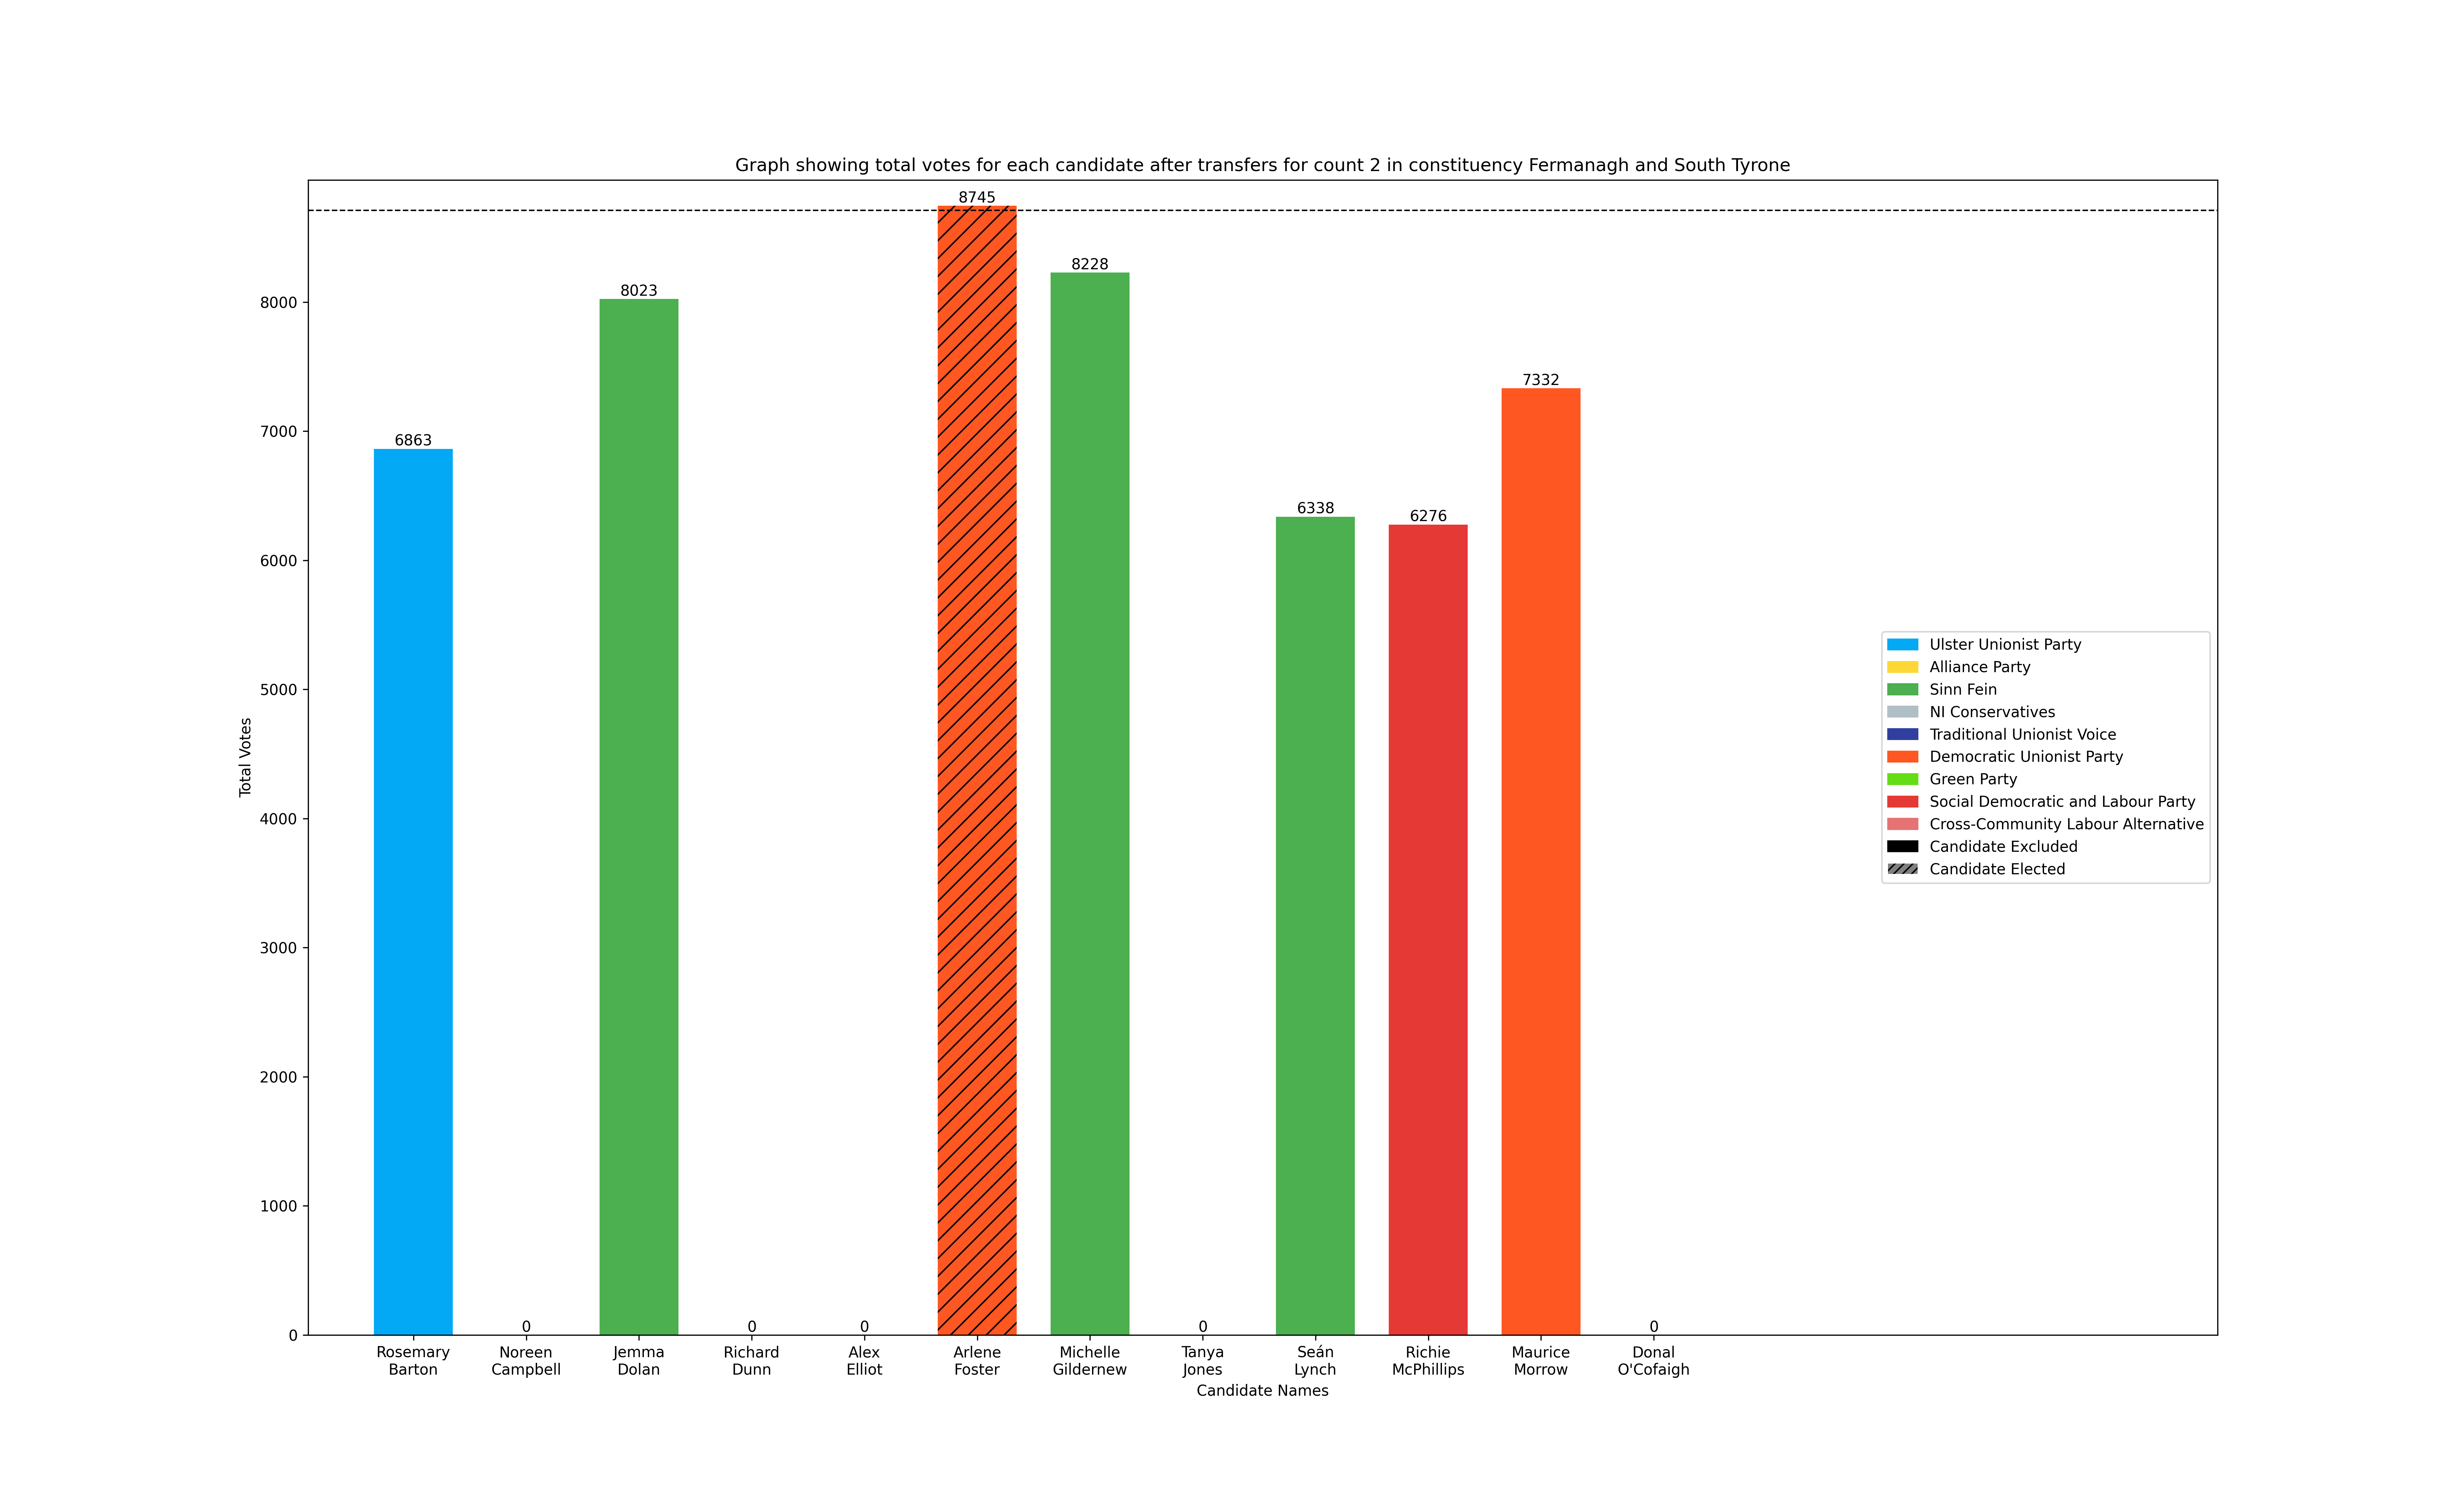 Graph showing total votes for each candidate after transfers for count 2 in constituency Fermanagh and South Tyrone
Total Votes
8000
7000
6000
5000
4000
3000
2000
1000
0
6863
0
8023
0
0
8745
8228
0
6338
6276
7332
0
Rosemary
Barton
Noreen
Campbell
Jemma
Dolan
Richard
Dunn
Alex
Elliot
Arlene
Foster
Michelle
Gildernew
Tanya
Jones
Seán
Lynch
Richie
McPhillips
Maurice
Morrow
Donal
O'Cofaigh
Candidate Names
Ulster Unionist Party
Alliance Party
Sinn Fein
NI Conservatives
Traditional Unionist Voice
Democratic Unionist Party
Green Party
Social Democratic and Labour Party
Cross-Community Labour Alternative
Candidate Excluded
Candidate Elected